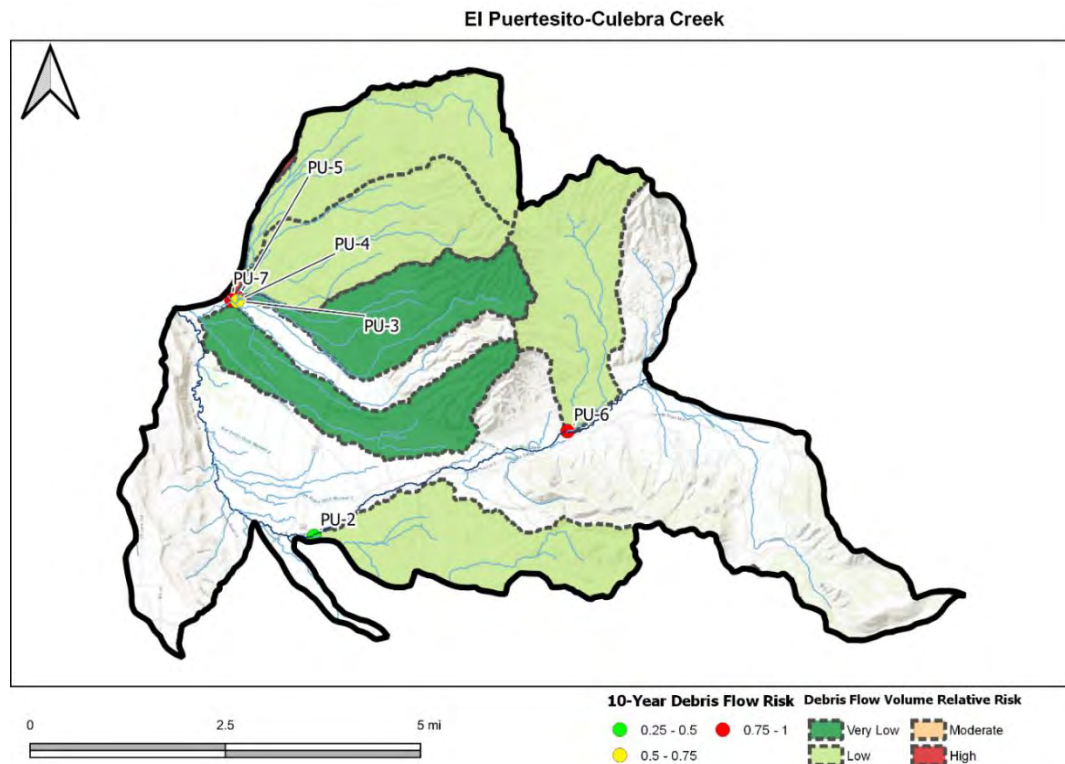 El Puertesito-Culebra Creek
PU-5
PU-4
PU-7
PU-3
PU-6
PU-2
0 2.5 5 mi
10-Year Debris Flow Risk
0.25 - 0.5
0.75 - 1
0.5 - 0.75
Debris Flow Volume Relative Risk
Very Low
Moderate
Low
High